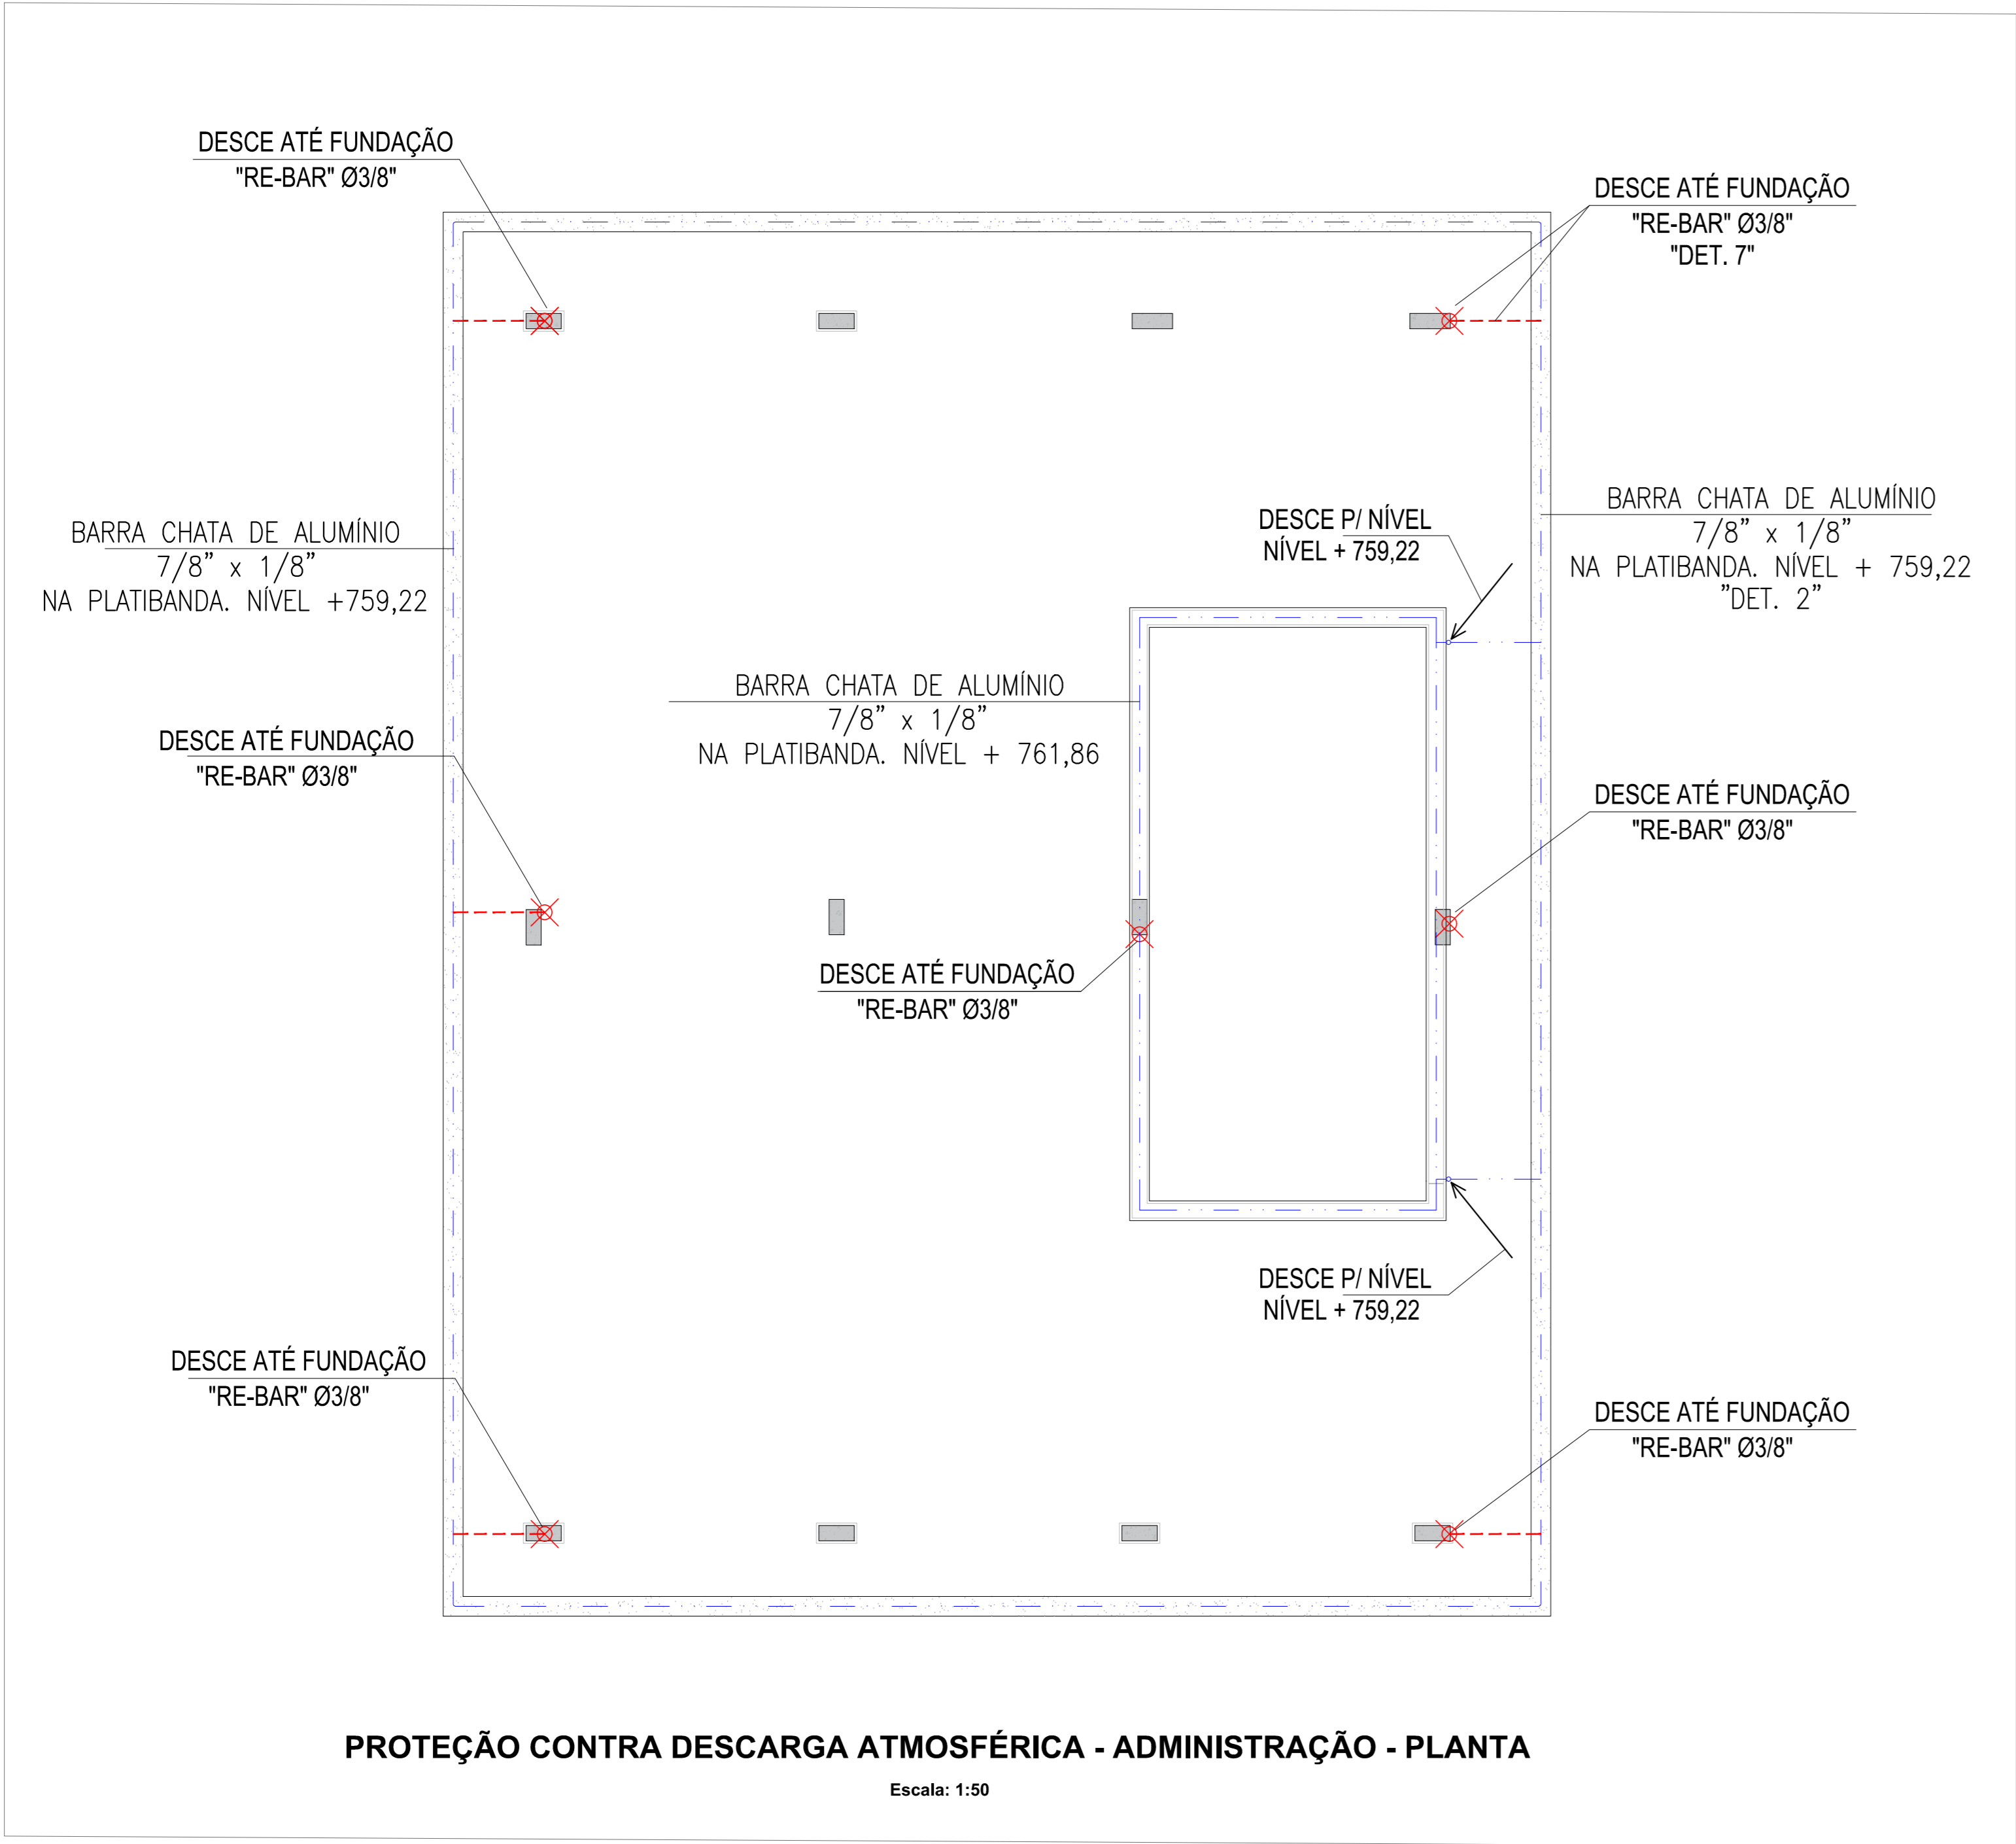 DESCE ATÉ FUNDAÇÃO
"RE-BAR" Ø3/8"
DESCE ATÉ FUNDAÇÃO
"RE-BAR" Ø3/8"
"DET. 7"
BARRA CHATA DE ALUMÍNIO
7/8” x 1/8”
NA PLATIBANDA. NÍVEL +759,22
DESCE P/ NÍVEL
NÍVEL + 759,22
BARRA CHATA DE ALUMÍNIO
7/8” x 1/8”
NA PLATIBANDA. NÍVEL + 759,22
”DET. 2”
BARRA CHATA DE ALUMÍNIO
7/8” x 1/8”
NA PLATIBANDA. NÍVEL + 761,86
DESCE ATÉ FUNDAÇÃO
"RE-BAR" Ø3/8"
DESCE ATÉ FUNDAÇÃO
"RE-BAR" Ø3/8"
DESCE ATÉ FUNDAÇÃO
"RE-BAR" Ø3/8"
DESCE P/ NÍVEL
NÍVEL + 759,22
DESCE ATÉ FUNDAÇÃO
"RE-BAR" Ø3/8"
DESCE ATÉ FUNDAÇÃO
"RE-BAR" Ø3/8"
PROTEÇÃO CONTRA DESCARGA ATMOSFÉRICA - ADMINISTRAÇÃO - PLANTA
Escala: 1:50